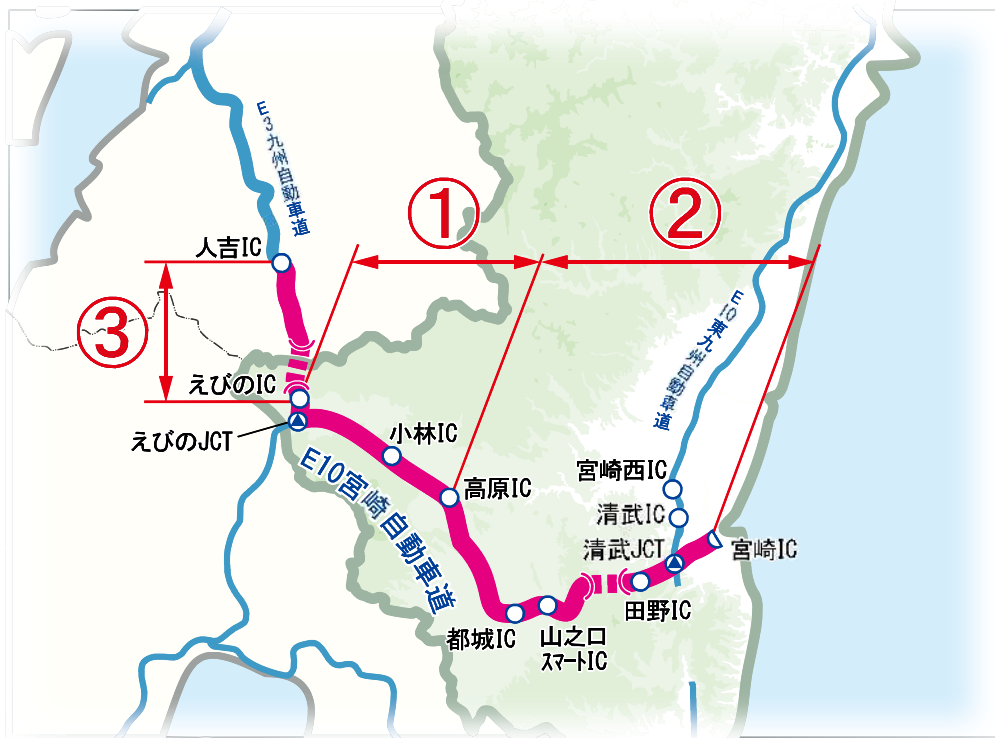 E3九州自動車道
①
②
人吉IC
③
E10東九州自動車道
えびのIC
えびのJCT
小林IC
E10宮崎自動車道
高原IC
宮崎西IC
清武IC
清武JCT
宮崎IC
田野IC
都城IC
山之口
スマートIC